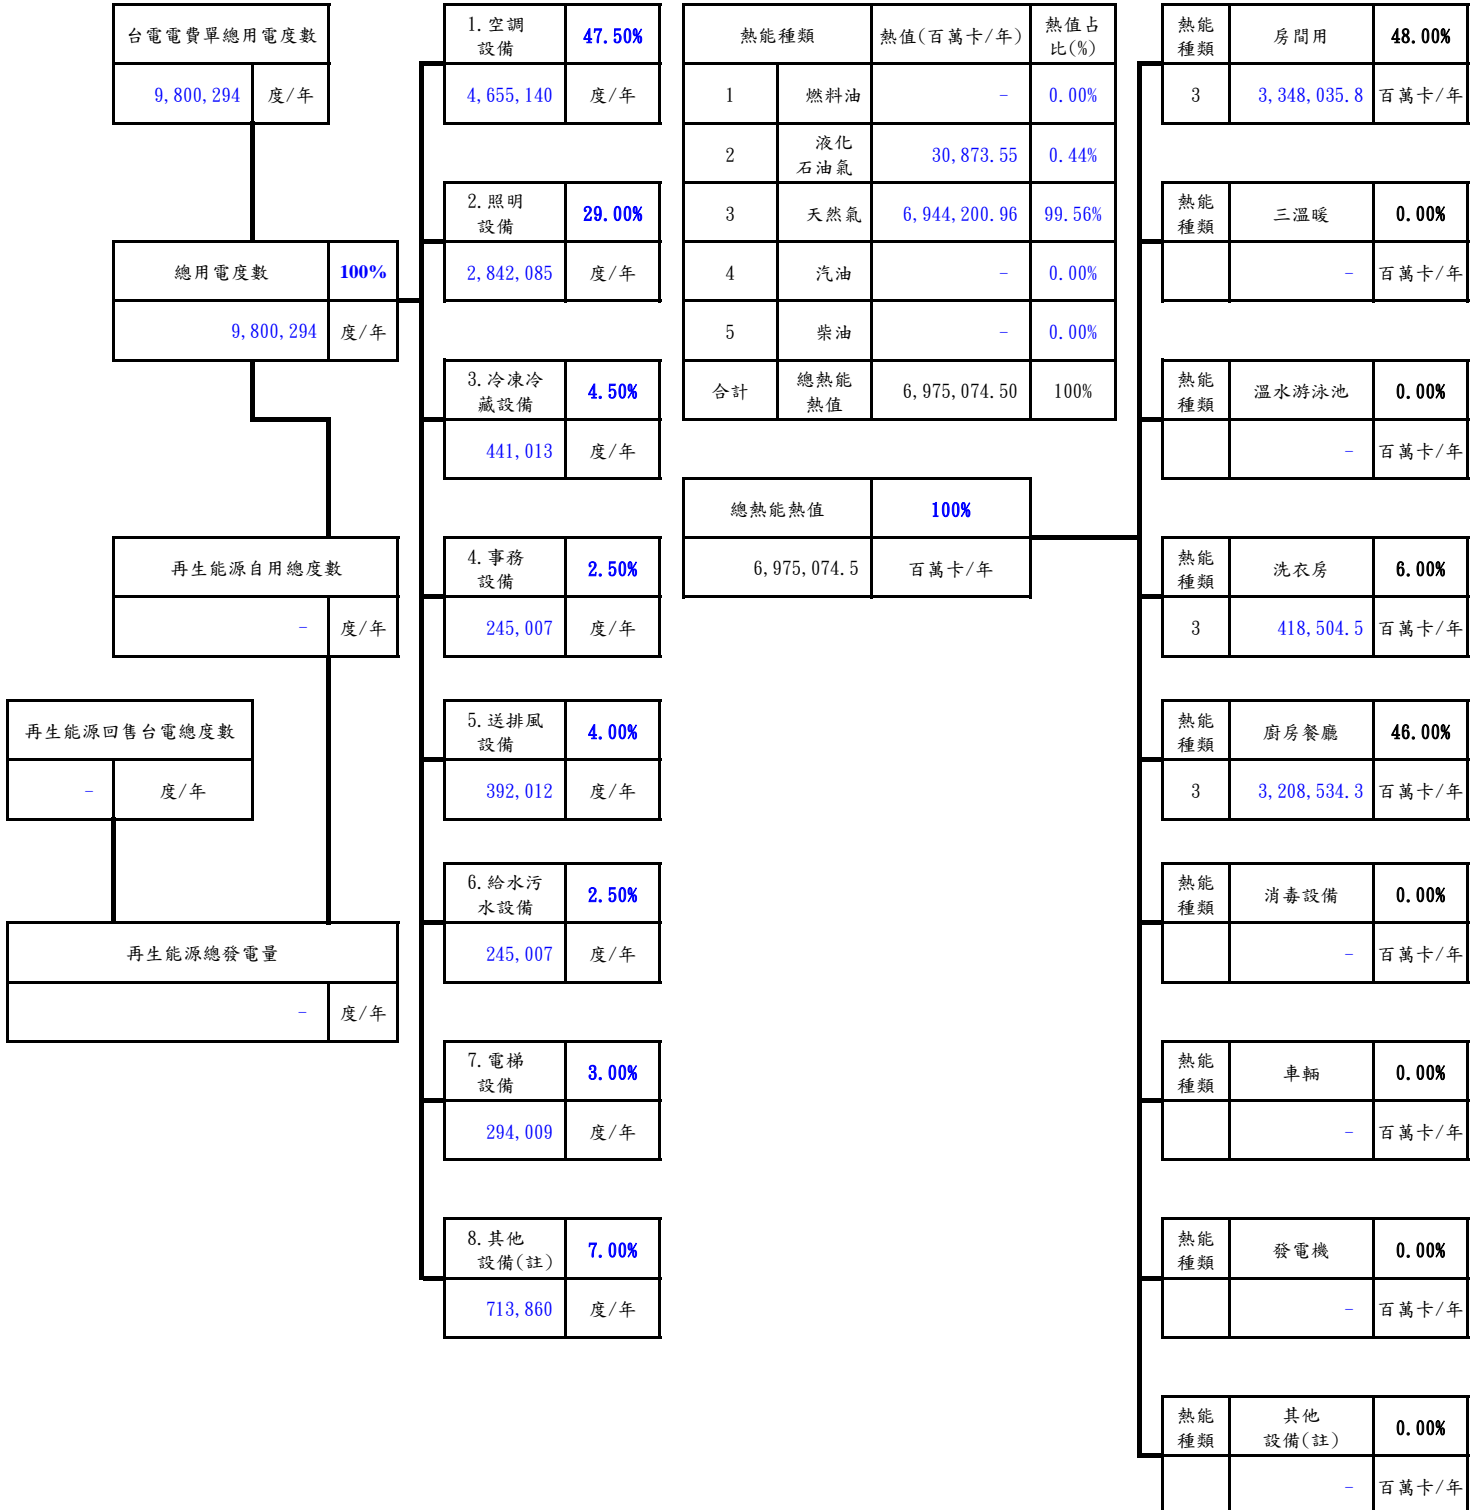 台電電費單總用電度數
9,800,294 度/年
總用電度數 100%
9,800,294 度/年
再生能源自用總度數
- 度/年
再生能源回售台電總度數
- 度/年
再生能源總發電量
- 度/年
1.空調
設備 47.50%
4,655,140 度/年
2.照明
設備 29.00%
2,842,085 度/年
3.冷凍冷
藏設備 4.50%
441,013 度/年
4.事務
設備 2.50%
245,007 度/年
5.送排風
設備 4.00%
392,012 度/年
6.給水污
水設備 2.50%
245,007 度/年
7.電梯
設備 3.00%
294,009 度/年
8.其他
設備(註) 7.00%
713,860 度/年
熱能種類 熱值(百萬卡/年) 熱值占
比(%)
1 燃料油 - 0.00%
2 液化
石油氣 30,873.55 0.44%
3 天然氣 6,944,200.96 99.56%
4 汽油 - 0.00%
5 柴油 - 0.00%
合計 總熱能
熱值 6,975,074.50 100%
總熱能熱值 100%
6,975,074.5 百萬卡/年
熱能
種類 房間用 48.00%
3 3,348,035.8 百萬卡/年
熱能
種類 三溫暖 0.00%
- 百萬卡/年
熱能
種類 溫水游泳池 0.00%
- 百萬卡/年
熱能
種類 洗衣房 6.00%
3 418,504.5 百萬卡/年
熱能
種類 廚房餐廳 46.00%
3 3,208,534.3 百萬卡/年
熱能
種類 消毒設備 0.00%
- 百萬卡/年
熱能
種類 車輛 0.00%
- 百萬卡/年
熱能
種類 發電機 0.00%
- 百萬卡/年
熱能
種類 其他
設備(註) 0.00%
- 百萬卡/年